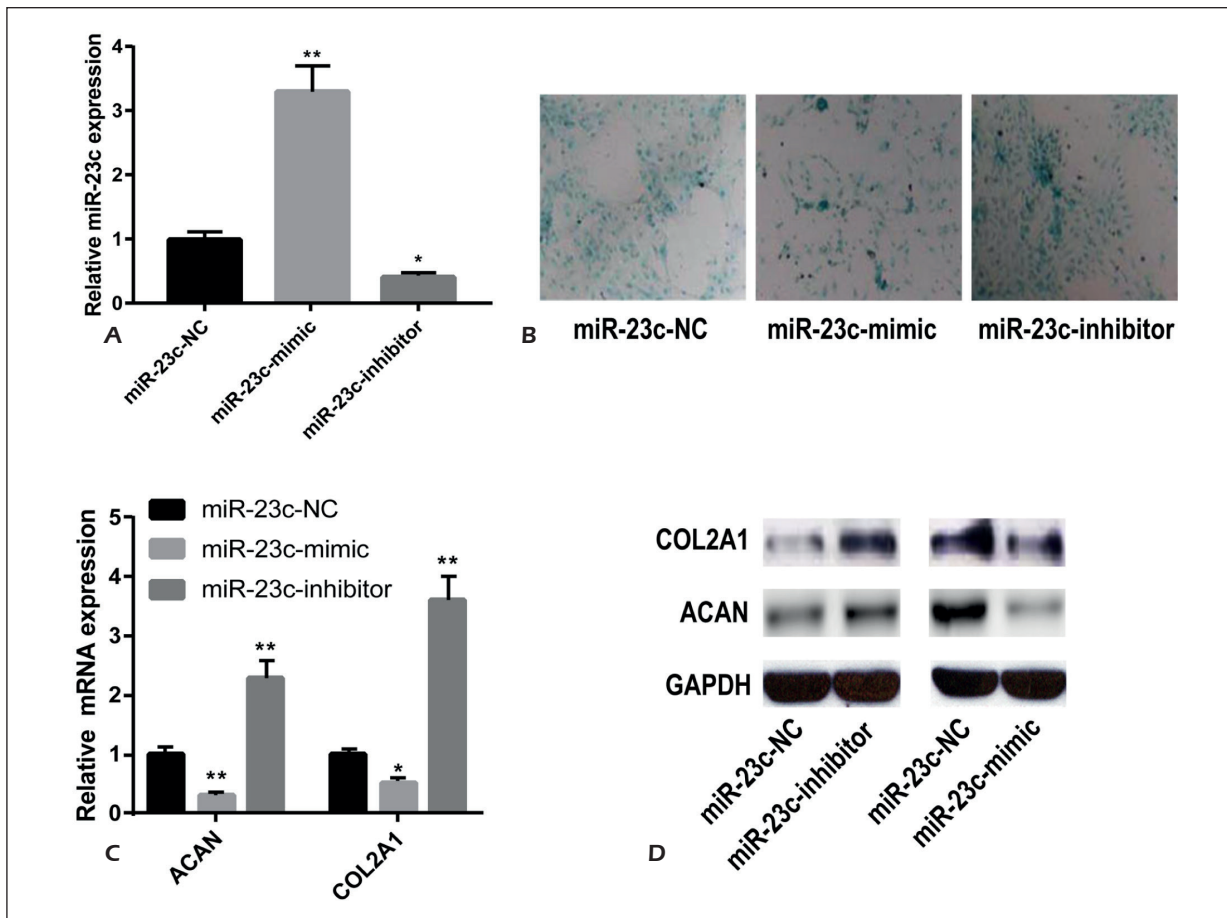 Relative miR-23c expression
4
3
2
1
0
**
*
miR-23c-NC
miR-23c-mimic
miR-23c-inhibitor
A
miR-23c-NC
miR-23c-mimic
miR-23c-inhibitor
B
Relative mRNA expression
5
4
3
2
1
0
miR-23c-NC
miR-23c-mimic
miR-23c-inhibitor
**
**
*
**
ACAN
COL2A1
C
COL2A1
ACAN
GAPDH
miR-23c-NC
miR-23c-inhibitor
miR-23c-NC
miR-23c-mimic
D